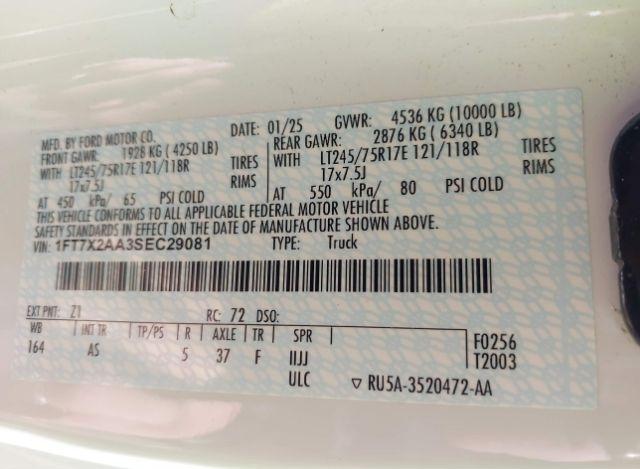 MFD. BY FORD MOTOR CO. DATE: 01/25 GVWR: 4536 KG (10000 LB)
FRONT GAWR: 1928 KG ( 4250 LB) REAR GAWR: 2876 KG ( 6340 LB)
WITH LT245/75R17E 121/118R TIRES WITH LT245/75R17E 121/118R TIRES
17x7.5J RIMS 17x7.5J RIMS
AT 450 kPa/ 65 PSI COLD AT 550 kPa/ 80 PSI COLD
THIS VEHICLE CONFORMS TO ALL APPLICABLE FEDERAL MOTOR VEHICLE
SAFETY STANDARDS IN EFFECT ON THE DATE OF MANUFACTURE SHOWN ABOVE.
VIN: 1FT7X2AA3SEC29081 TYPE: Truck
EXT PNT: Z1 RC: 72 DSO:
WB INT TR TP/PS R AXLE TR SPR F0256
164 AS 5 37 F IIJJ T2003
ULC ▽ RU5A-3520472-AA